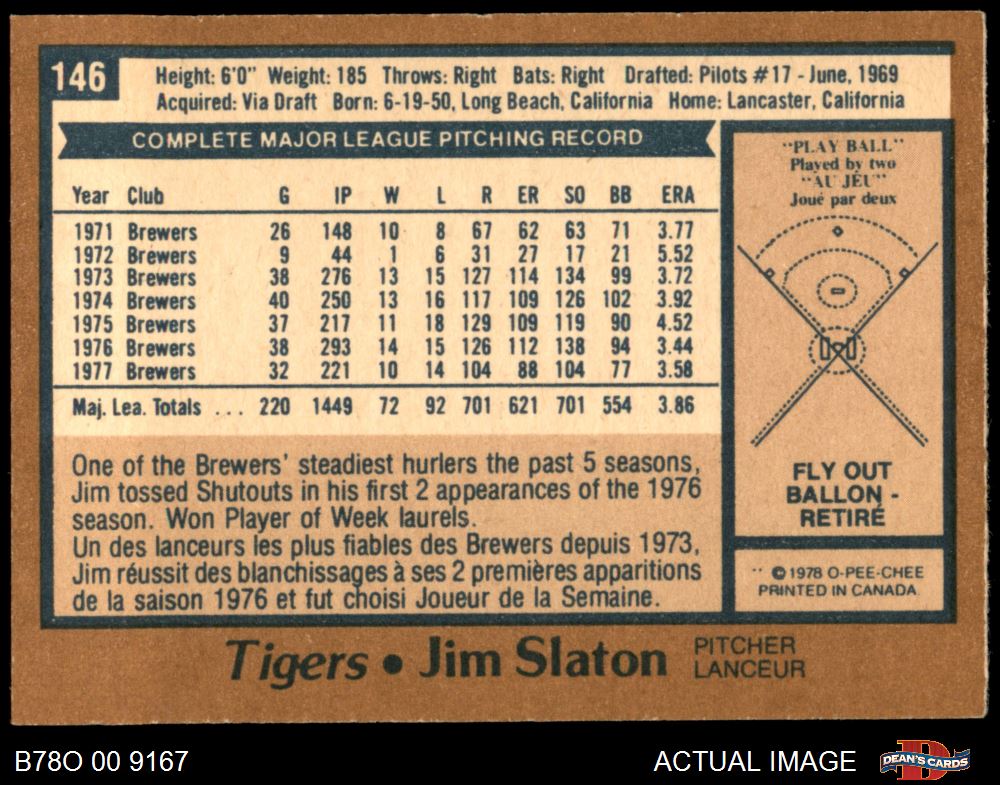 146
Height: 6'0" Weight: 185 Throws: Right Bats: Right Drafted: Pilots #17 - June, 1969
Acquired: Via Draft Born: 6-19-50, Long Beach, California Home: Lancaster, California
COMPLETE MAJOR LEAGUE PITCHING RECORD
Year Club G IP W L R ER SO BB ERA
1971 Brewers 26 148 10 8 67 62 63 71 3.77
1972 Brewers 9 44 1 6 31 27 17 21 5.52
1973 Brewers 38 276 13 15 127 114 134 99 3.72
1974 Brewers 40 250 13 16 117 109 126 102 3.92
1975 Brewers 37 217 11 18 129 109 119 90 4.52
1976 Brewers 38 293 14 15 126 112 138 94 3.44
1977 Brewers 32 221 10 14 104 88 104 77 3.58
Maj. Lea. Totals ... 220 1449 72 92 701 621 701 554 3.86
One of the Brewers' steadiest hurlers the past 5 seasons,
Jim tossed Shutouts in his first 2 appearances of the 1976
season. Won Player of Week laurels.
Un des lanceurs les plus fiables des Brewers depuis 1973,
Jim réussit des blanchissages à ses 2 premières apparitions
de la saison 1976 et fut choisi Joueur de la Semaine.
"PLAY BALL"
Played by two
"AU JEU"
Joué par deux
FLY OUT
BALLON -
RETIRÉ
** © 1978 O-PEE-CHEE
PRINTED IN CANADA.
Tigers • Jim Slaton PITCHER
LANCEUR
B78O 00 9167
ACTUAL IMAGE
D
DEAN'S CARDS